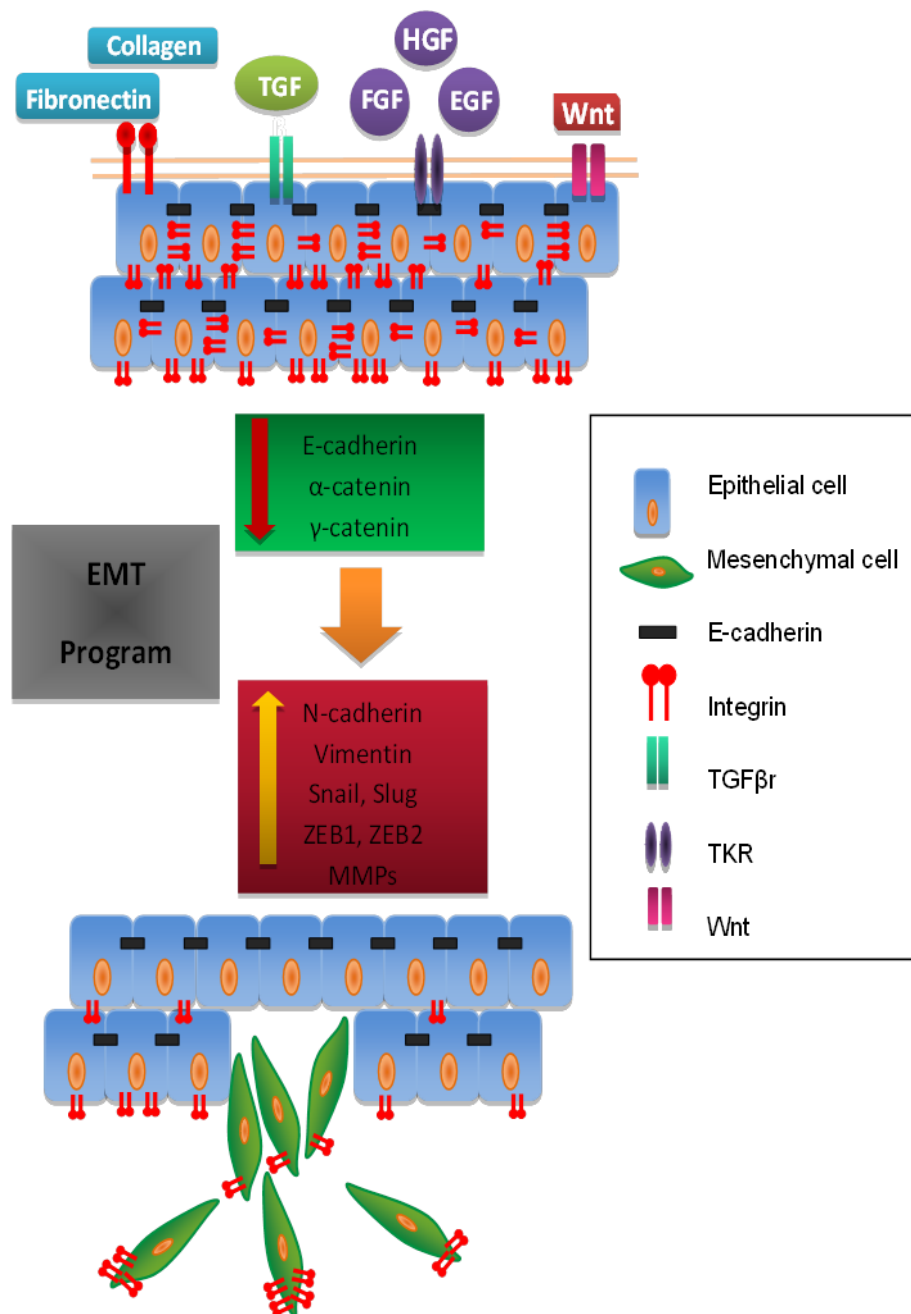 Collagen
Fibronectin
TGF
β
HGF
FGF
EGF
Wnt
E-cadherin
α-catenin
γ-catenin
EMT
Program
N-cadherin
Vimentin
Snail, Slug
ZEB1, ZEB2
MMPs
Epithelial cell
Mesenchymal cell
E-cadherin
Integrin
TGFβr
TKR
Wnt